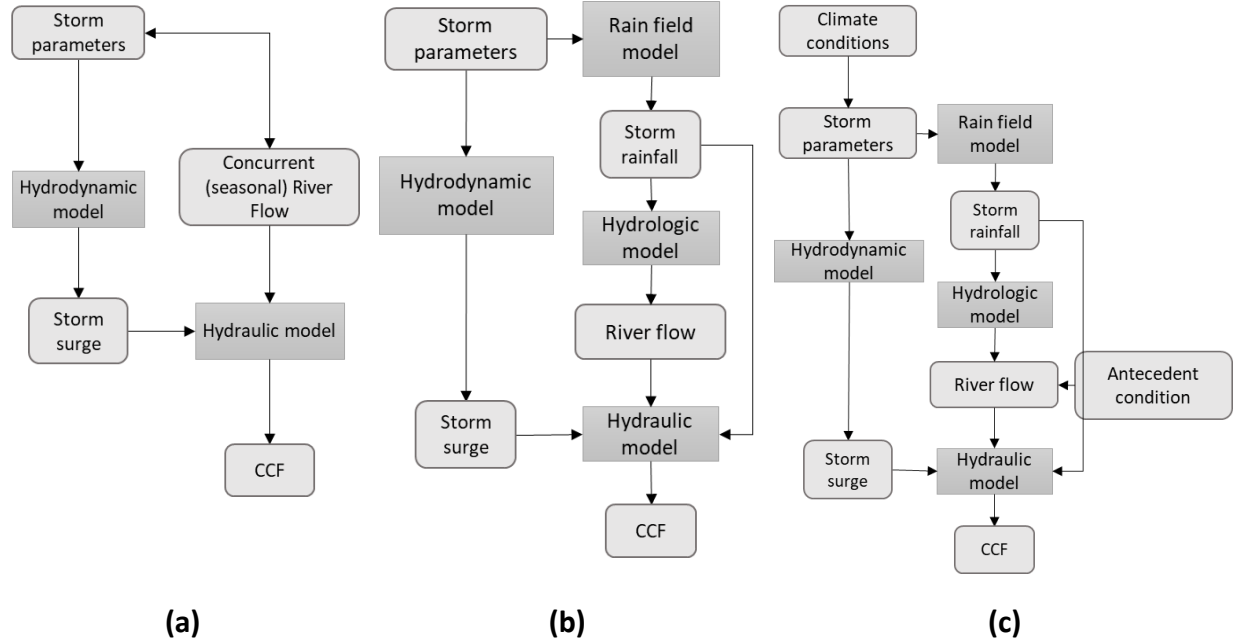 Storm
parameters
Concurrent
(seasonal) River
Flow
Hydrodynamic
model
Storm
surge
Hydraulic model
CCF
(a)
Storm
parameters
Rain field
model
Storm
rainfall
Hydrodynamic
model
Hydrologic
model
River flow
Storm
surge
Hydraulic
model
CCF
(b)
Climate
conditions
Storm
parameters
Rain field
model
Storm
rainfall
Hydrodynamic
model
Hydrologic
model
River flow
Antecedent
condition
Storm
surge
Hydraulic
model
CCF
(c)